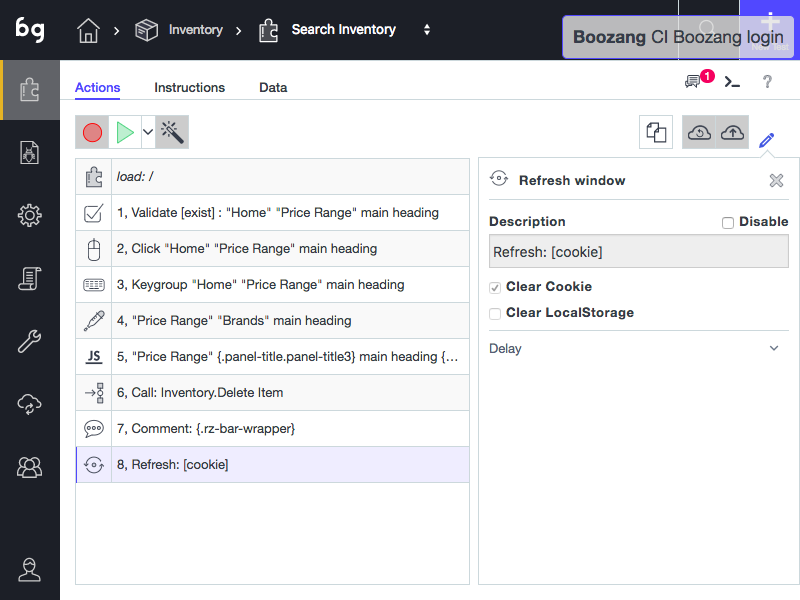 bg
Inventory
Search Inventory
Boozang CI Boozang login
Actions
Instructions
Data
1
?
load: /
1, Validate [exist] : "Home" "Price Range" main heading
2, Click "Home" "Price Range" main heading
3, Keygroup "Home" "Price Range" main heading
4, "Price Range" "Brands" main heading
JS
5, "Price Range" {.panel-title.panel-title3} main heading {...
6, Call: Inventory.Delete Item
7, Comment: {.rz-bar-wrapper}
8, Refresh: [cookie]
Refresh window
Description
Disable
Refresh: [cookie]
Clear Cookie
Clear LocalStorage
Delay